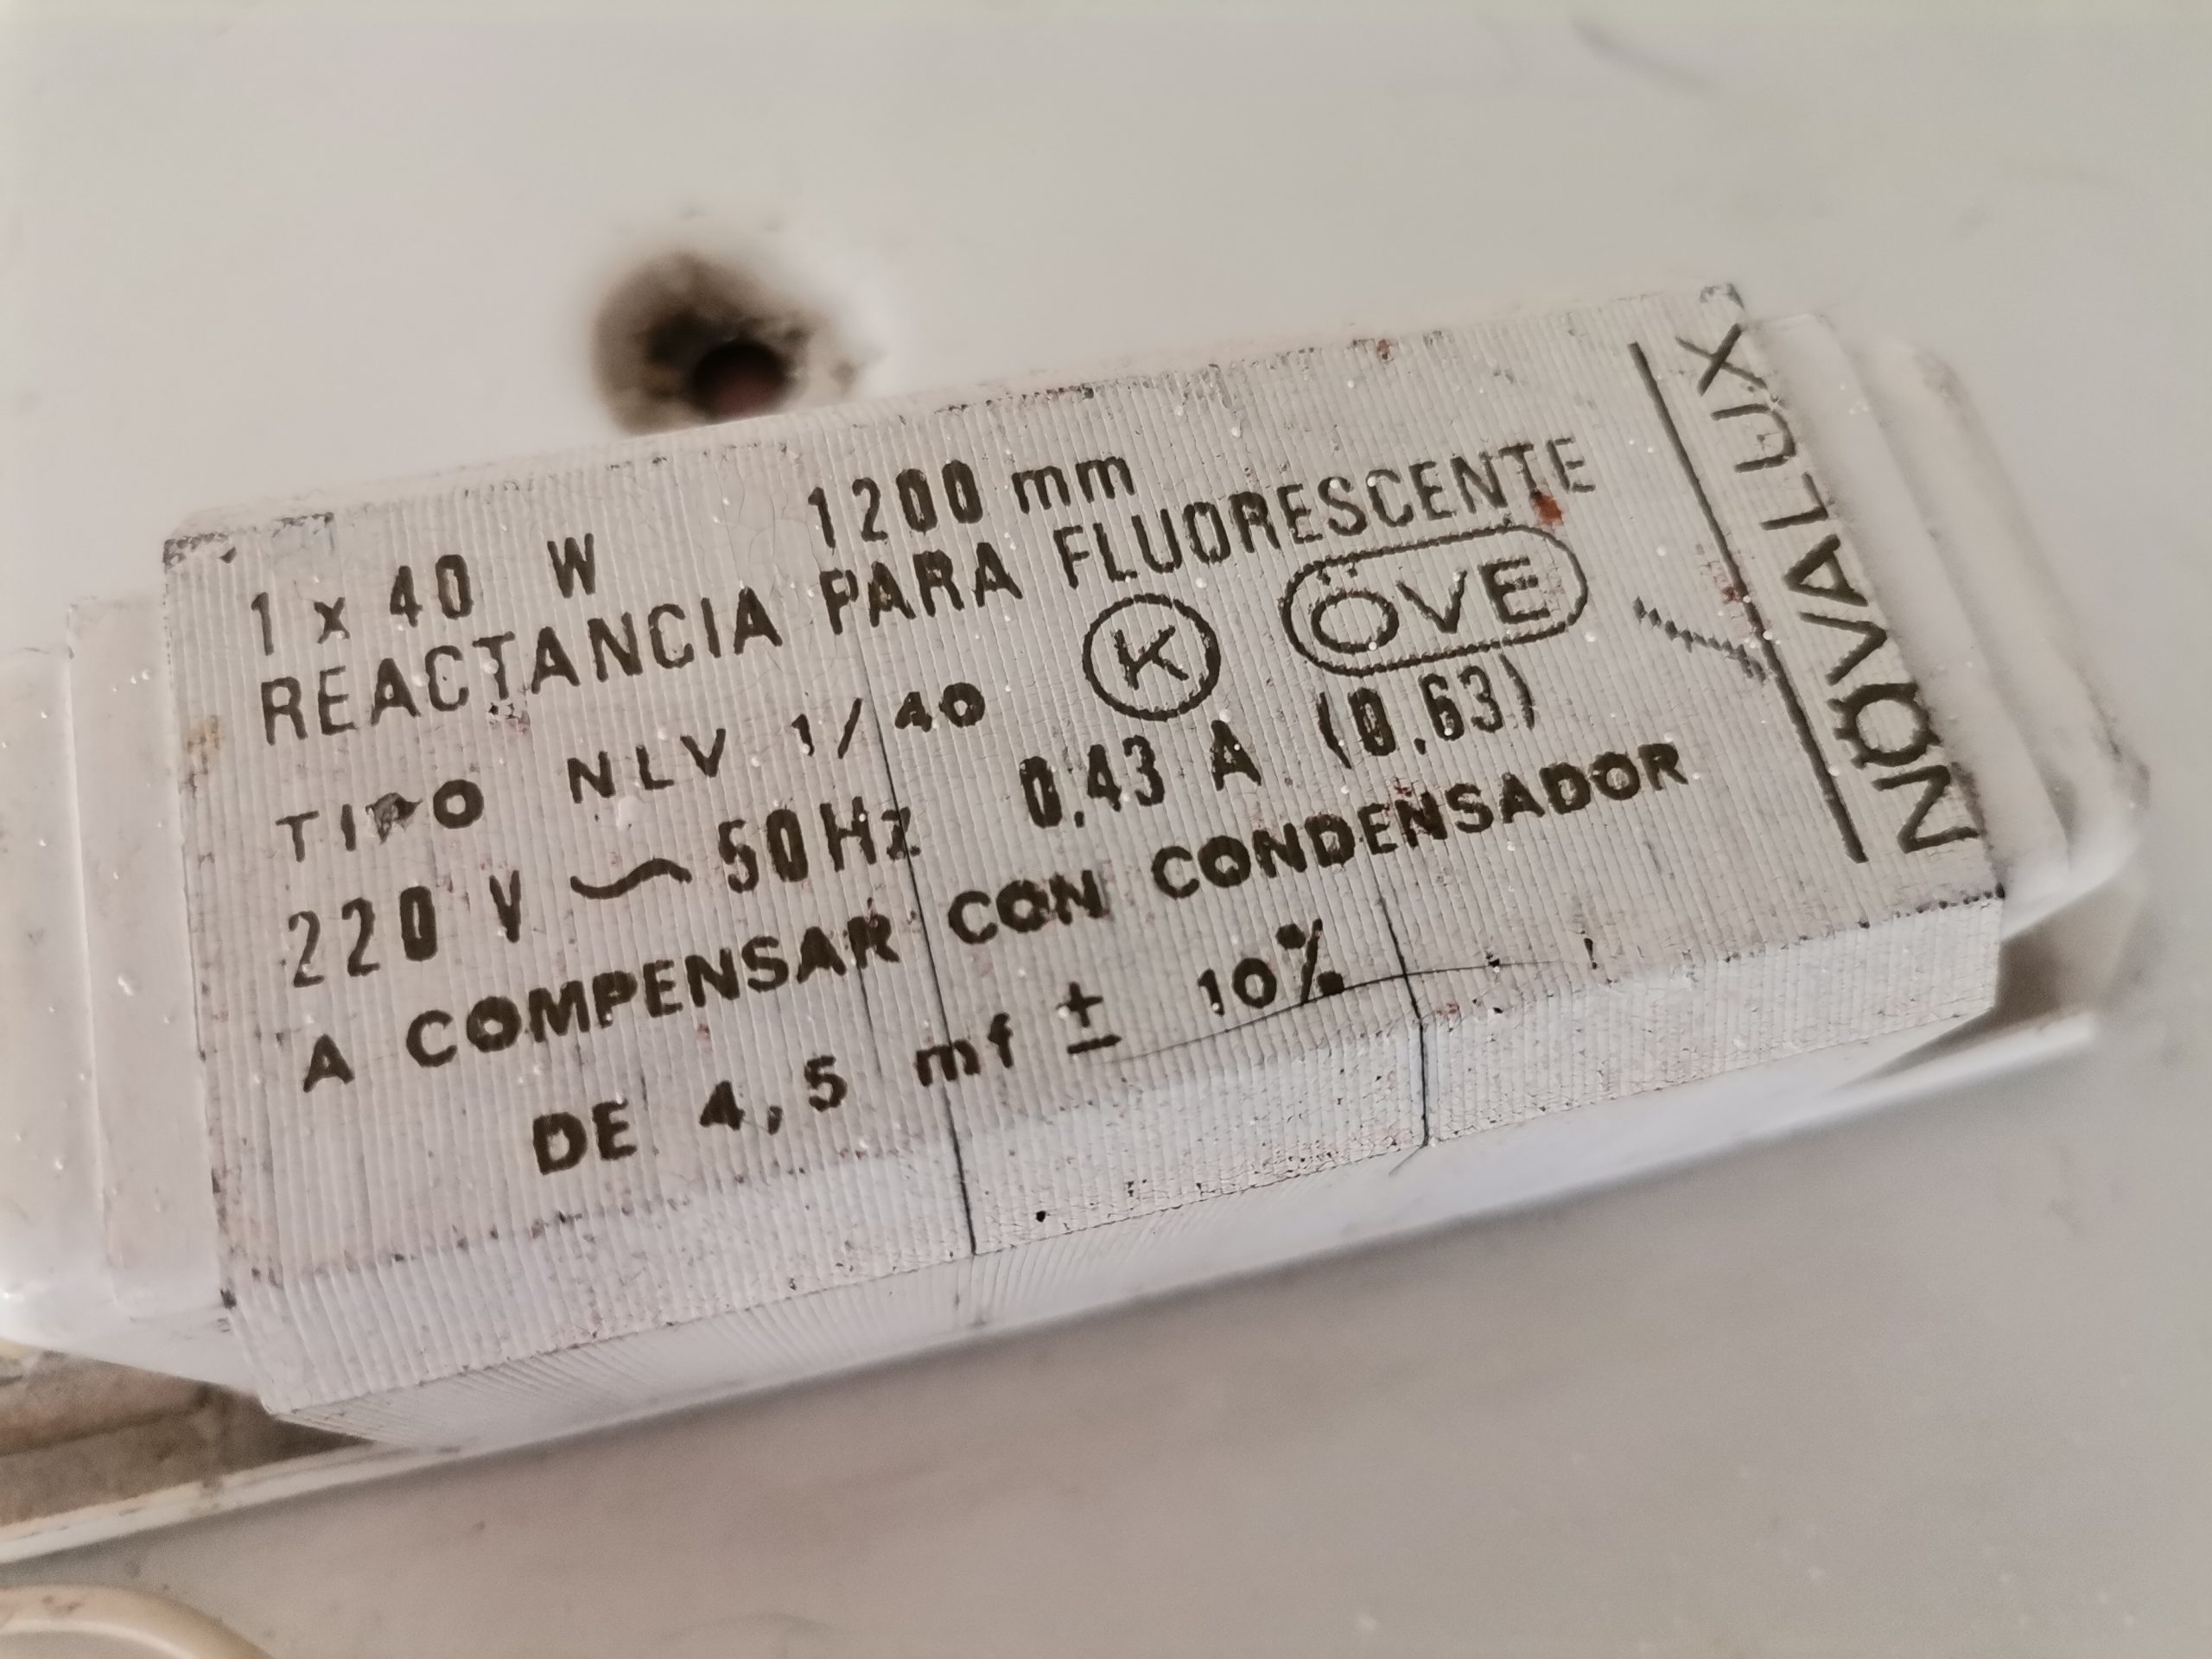 1 x 40 W 1200 mm
REACTANCIA PARA FLUORESCENTE
TIPO NLV 1/40 K ÖVE
220 V ~ 50Hz 0,43 A (0,63)
A COMPENSAR CON CONDENSADOR
DE 4,5 mf ± 10%
NOVALUX